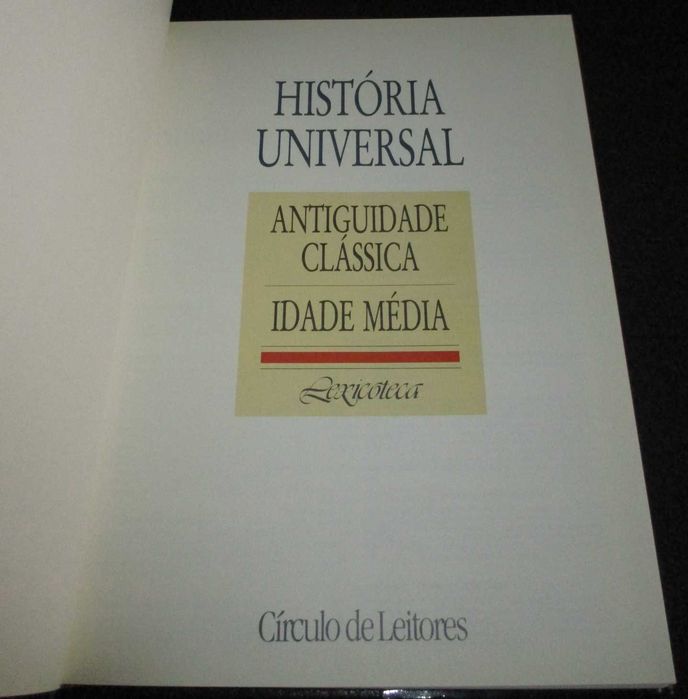 HISTÓRIA
UNIVERSAL
ANTIGUIDADE
CLÁSSICA
IDADE MÉDIA
Lexicoteca
Círculo de Leitores